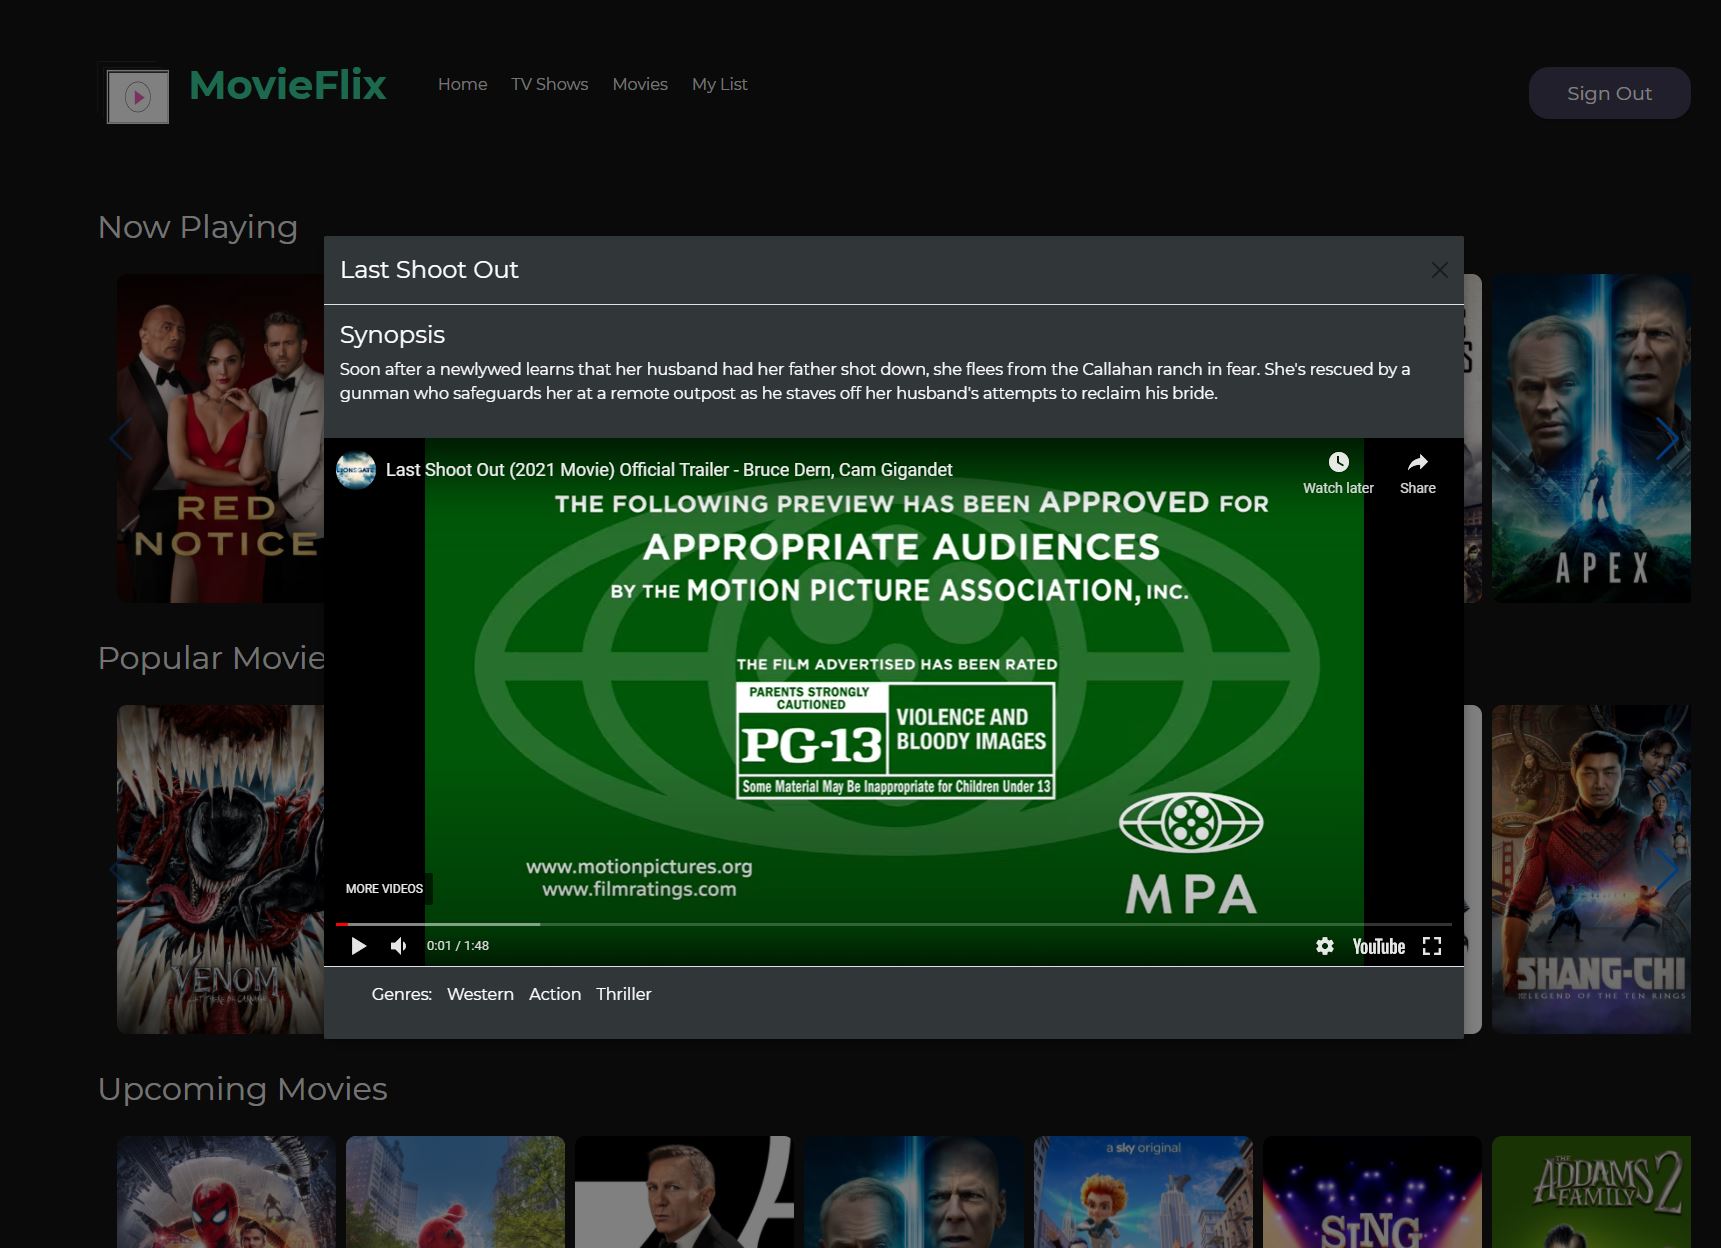 MovieFlix
Home TV Shows Movies My List
Sign Out
Now Playing
Last Shoot Out
Synopsis
Soon after a newlywed learns that her husband had her father shot down, she flees from the Callahan ranch in fear. She's rescued by a
gunman who safeguards her at a remote outpost as he staves off her husband's attempts to reclaim his bride.
RED
NOTICE
APEX
LIONSGATE
Last Shoot Out (2021 Movie) Official Trailer - Bruce Dern, Cam Gigandet
Watch later
Share
THE FOLLOWING PREVIEW HAS BEEN APPROVED FOR
APPROPRIATE AUDIENCES
BY THE MOTION PICTURE ASSOCIATION, INC.
THE FILM ADVERTISED HAS BEEN RATED
PARENTS STRONGLY
CAUTIONED
PG-13
VIOLENCE AND
BLOODY IMAGES
Some Material May Be Inappropriate for Children Under 13
www.motionpictures.org
www.filmratings.com
MPA
MORE VIDEOS
0:01 / 1:48
YouTube
Genres: Western Action Thriller
Popular Movie
VENOM
LET THERE BE CARNAGE
SHANG-CHI
LEGEND OF THE TEN RINGS
Upcoming Movies
a sky original
SING
THE
ADDAMS
FAMILY 2